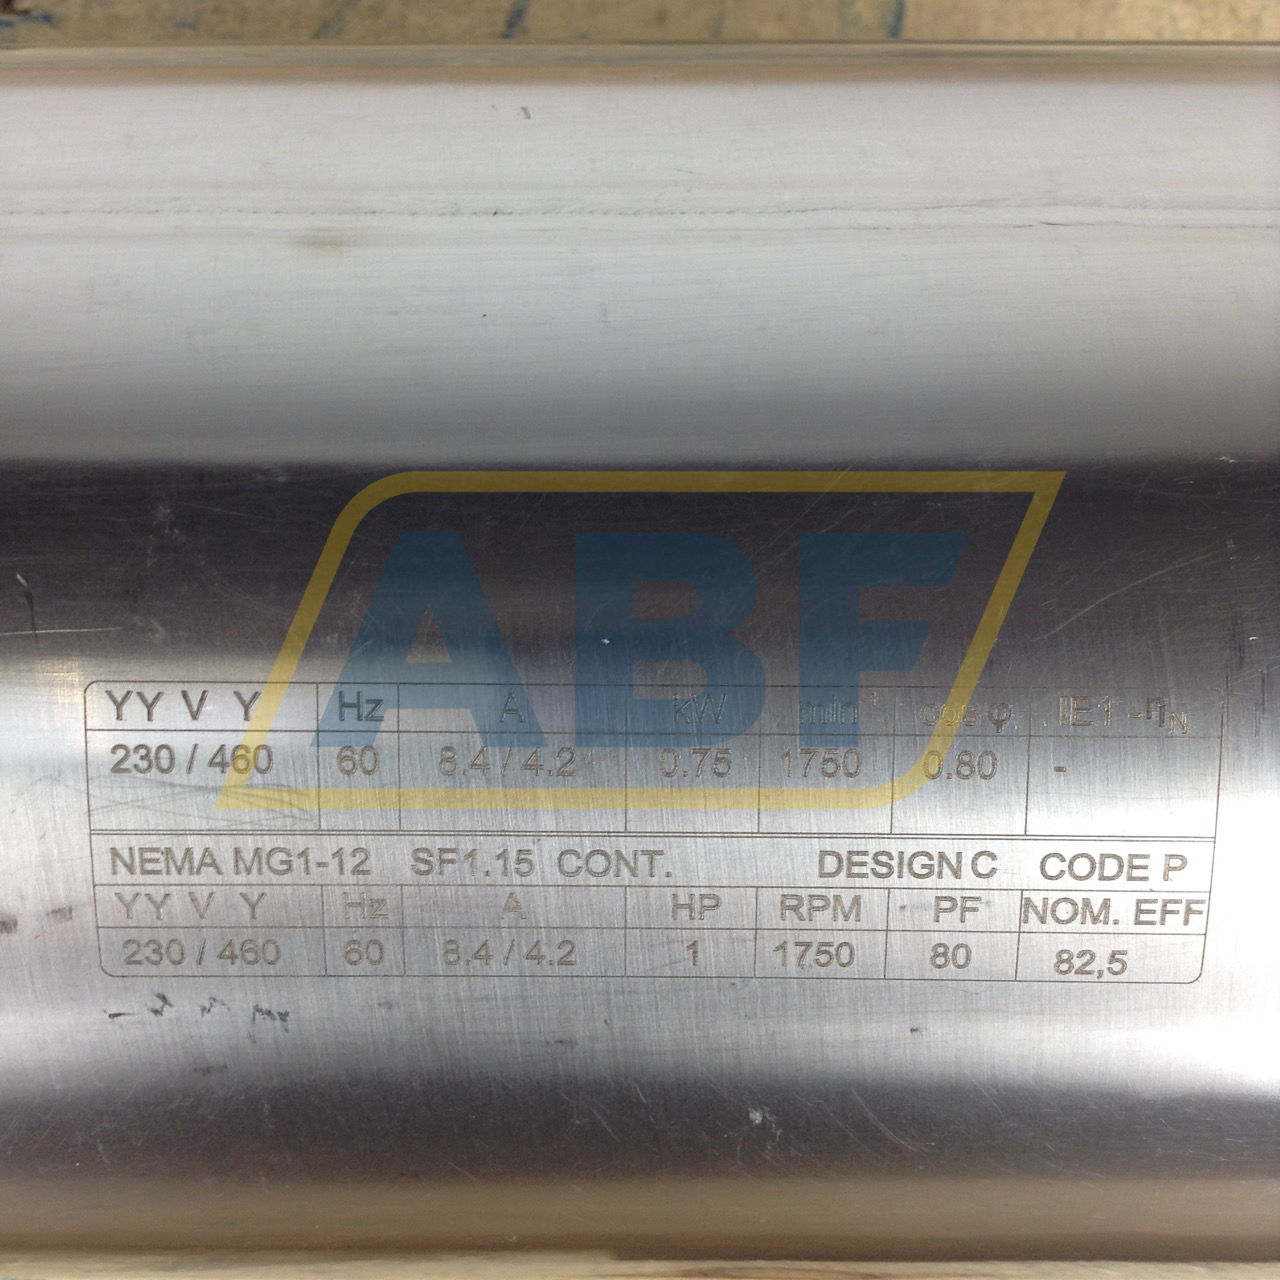 YY V Y Hz A kW min⁻¹ cos φ IE1 -ηN
230 / 460 60 8.4 / 4.2 0.75 1750 0.80 -
NEMA MG1-12 SF1.15 CONT. DESIGN C CODE P
YY V Y Hz A HP RPM PF NOM. EFF
230 / 460 60 8.4 / 4.2 1 1750 80 82,5
ABF